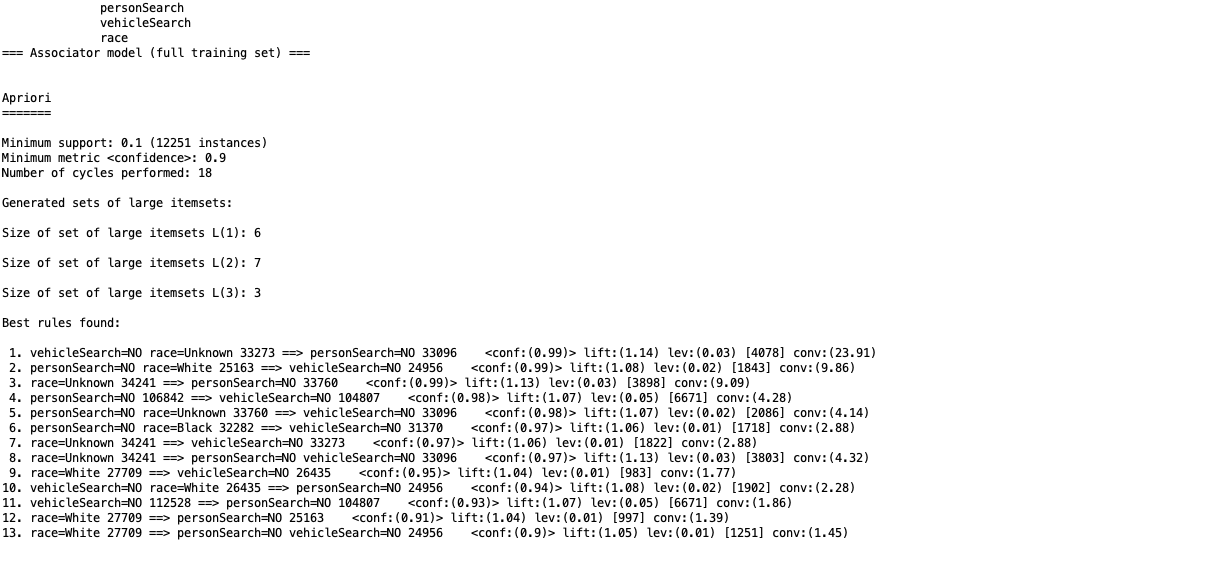 personSearch
vehicleSearch
race
=== Associator model (full training set) ===
Apriori
=======
Minimum support: 0.1 (12251 instances)
Minimum metric <confidence>: 0.9
Number of cycles performed: 18
Generated sets of large itemsets:
Size of set of large itemsets L(1): 6
Size of set of large itemsets L(2): 7
Size of set of large itemsets L(3): 3
Best rules found:
1. vehicleSearch=NO race=Unknown 33273 ==> personSearch=NO 33096 <conf:(0.99)> lift:(1.14) lev:(0.03) [4078] conv:(23.91)
2. personSearch=NO race=White 25163 ==> vehicleSearch=NO 24956 <conf:(0.99)> lift:(1.08) lev:(0.02) [1843] conv:(9.86)
3. race=Unknown 34241 ==> personSearch=NO 33760 <conf:(0.99)> lift:(1.13) lev:(0.03) [3898] conv:(9.09)
4. personSearch=NO 106842 ==> vehicleSearch=NO 104807 <conf:(0.98)> lift:(1.07) lev:(0.05) [6671] conv:(4.28)
5. personSearch=NO race=Unknown 33760 ==> vehicleSearch=NO 33096 <conf:(0.98)> lift:(1.07) lev:(0.02) [2086] conv:(4.14)
6. personSearch=NO race=Black 32282 ==> vehicleSearch=NO 31370 <conf:(0.97)> lift:(1.06) lev:(0.01) [1718] conv:(2.88)
7. race=Unknown 34241 ==> vehicleSearch=NO 33273 <conf:(0.97)> lift:(1.06) lev:(0.01) [1822] conv:(2.88)
8. race=Unknown 34241 ==> personSearch=NO vehicleSearch=NO 33096 <conf:(0.97)> lift:(1.13) lev:(0.03) [3803] conv:(4.32)
9. race=White 27709 ==> vehicleSearch=NO 26435 <conf:(0.95)> lift:(1.04) lev:(0.01) [983] conv:(1.77)
10. vehicleSearch=NO race=White 26435 ==> personSearch=NO 24956 <conf:(0.94)> lift:(1.08) lev:(0.02) [1902] conv:(2.28)
11. vehicleSearch=NO 112528 ==> personSearch=NO 104807 <conf:(0.93)> lift:(1.07) lev:(0.05) [6671] conv:(1.86)
12. race=White 27709 ==> personSearch=NO 25163 <conf:(0.91)> lift:(1.04) lev:(0.01) [997] conv:(1.39)
13. race=White 27709 ==> personSearch=NO vehicleSearch=NO 24956 <conf:(0.9)> lift:(1.05) lev:(0.01) [1251] conv:(1.45)